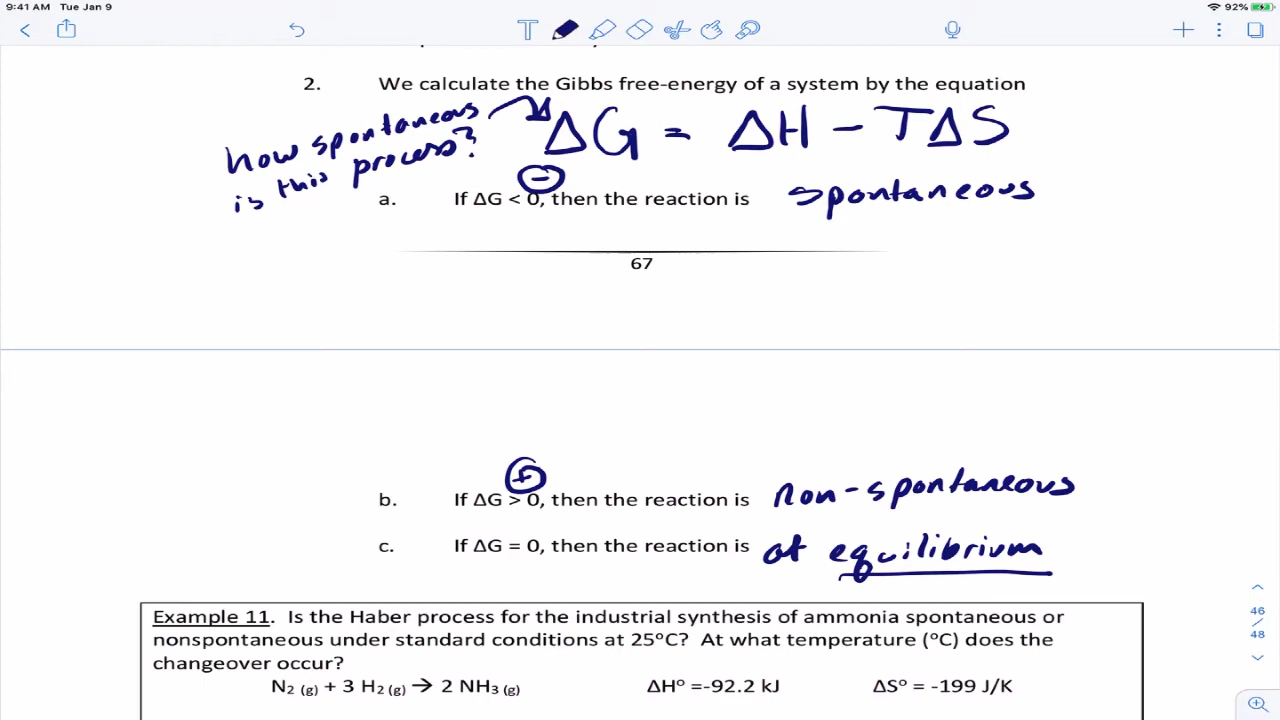 9:41 AM Tue Jan 9
92%
T
2. We calculate the Gibbs free-energy of a system by the equation
how spontaneous
is this process?
ΔG = ΔH - TΔS
a. If ΔG < 0, then the reaction is spontaneous
67
b. If ΔG > 0, then the reaction is non-spontaneous
c. If ΔG = 0, then the reaction is at equilibrium
46
/
48
Example 11. Is the Haber process for the industrial synthesis of ammonia spontaneous or
nonspontaneous under standard conditions at 25°C? At what temperature (°C) does the
changeover occur?
N₂ (g) + 3 H₂ (g) → 2 NH₃ (g) ΔH° = -92.2 kJ ΔS° = -199 J/K